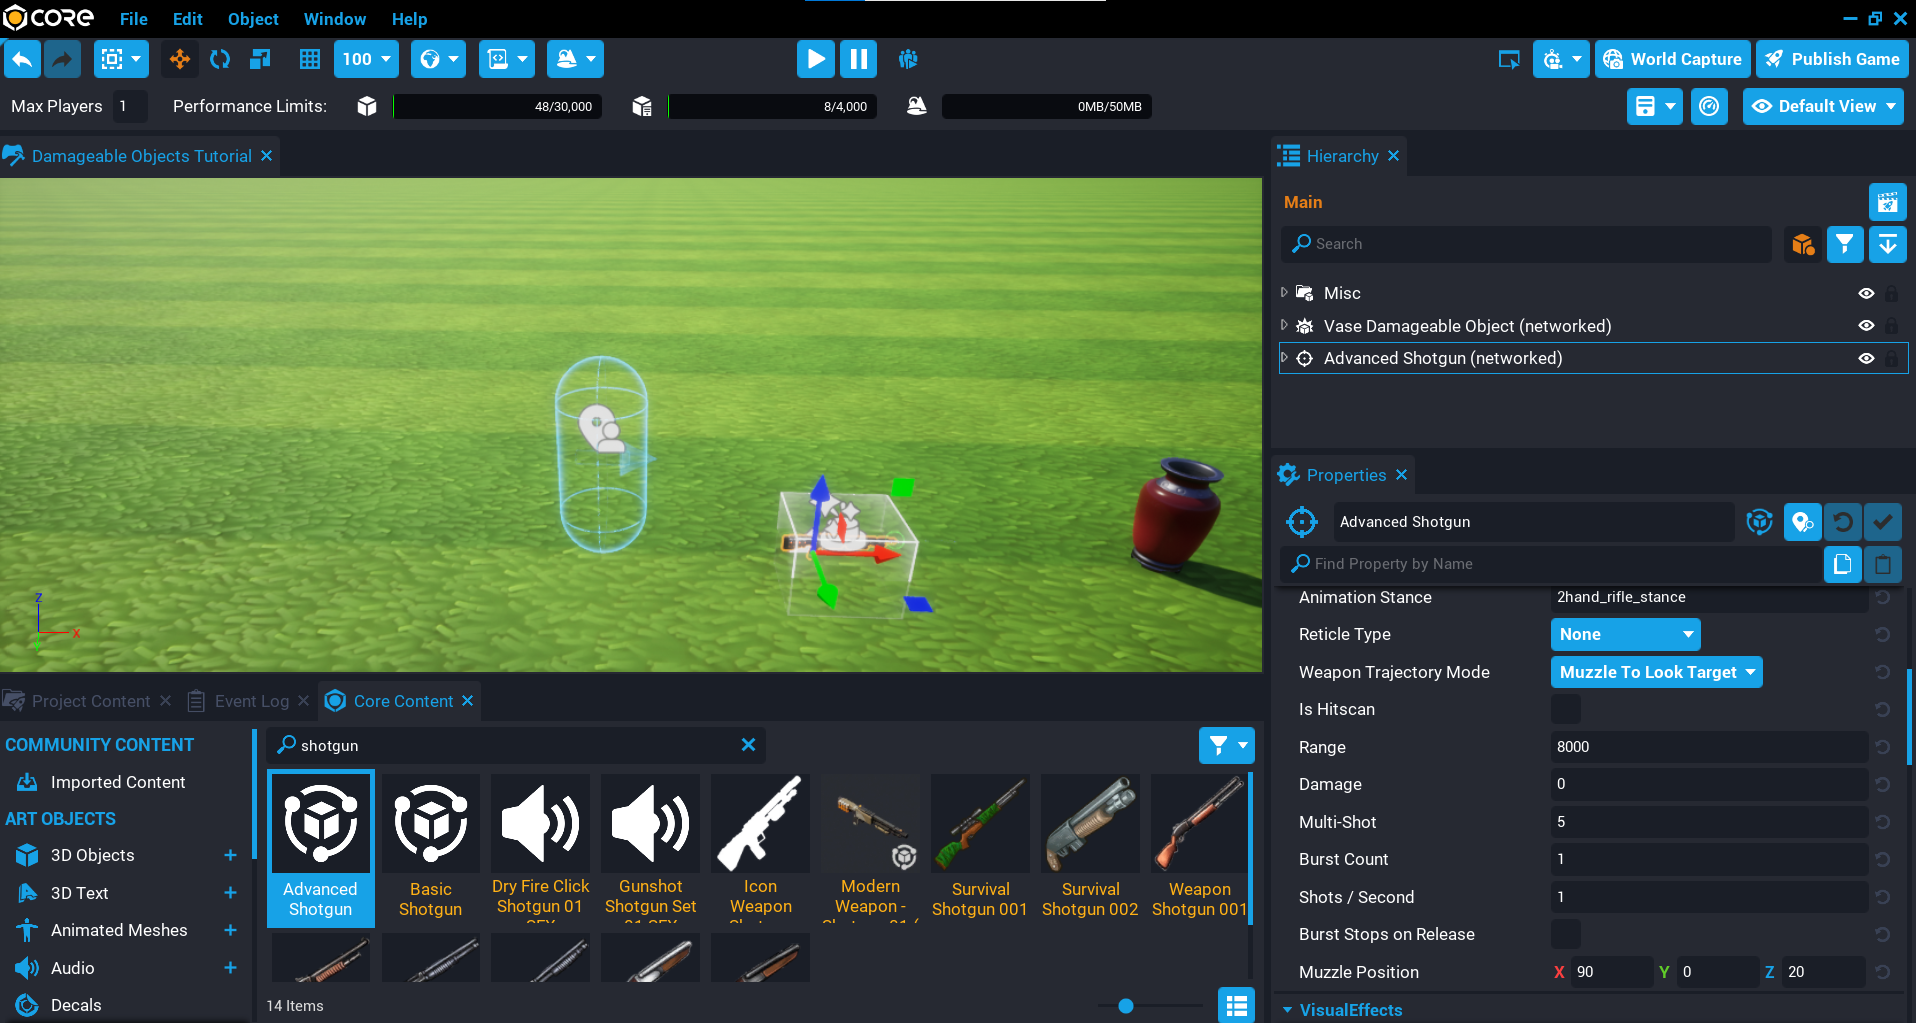 CORE File Edit Object Window Help
100 World Capture Publish Game
Max Players 1 Performance Limits: 48/30,000 8/4,000 0MB/50MB Default View
Damageable Objects Tutorial
Z
X
Y
Hierarchy
Main
Search
Misc
Vase Damageable Object (networked)
Advanced Shotgun (networked)
Properties
Advanced Shotgun
Find Property by Name
Animation Stance 2hand_rifle_stance
Reticle Type None
Weapon Trajectory Mode Muzzle To Look Target
Is Hitscan
Range 8000
Damage 0
Multi-Shot 5
Burst Count 1
Shots / Second 1
Burst Stops on Release
Muzzle Position X 90 Y 0 Z 20
VisualEffects
Project Content Event Log Core Content
COMMUNITY CONTENT
Imported Content
ART OBJECTS
3D Objects
3D Text
Animated Meshes
Audio
Decals
shotgun
Advanced
Shotgun
Basic
Shotgun
Dry Fire Click
Shotgun 01
SFX
Gunshot
Shotgun Set
01 SFX
Icon
Weapon
Modern
Weapon -
Survival
Shotgun 001
Survival
Shotgun 002
Weapon
Shotgun 001
14 Items